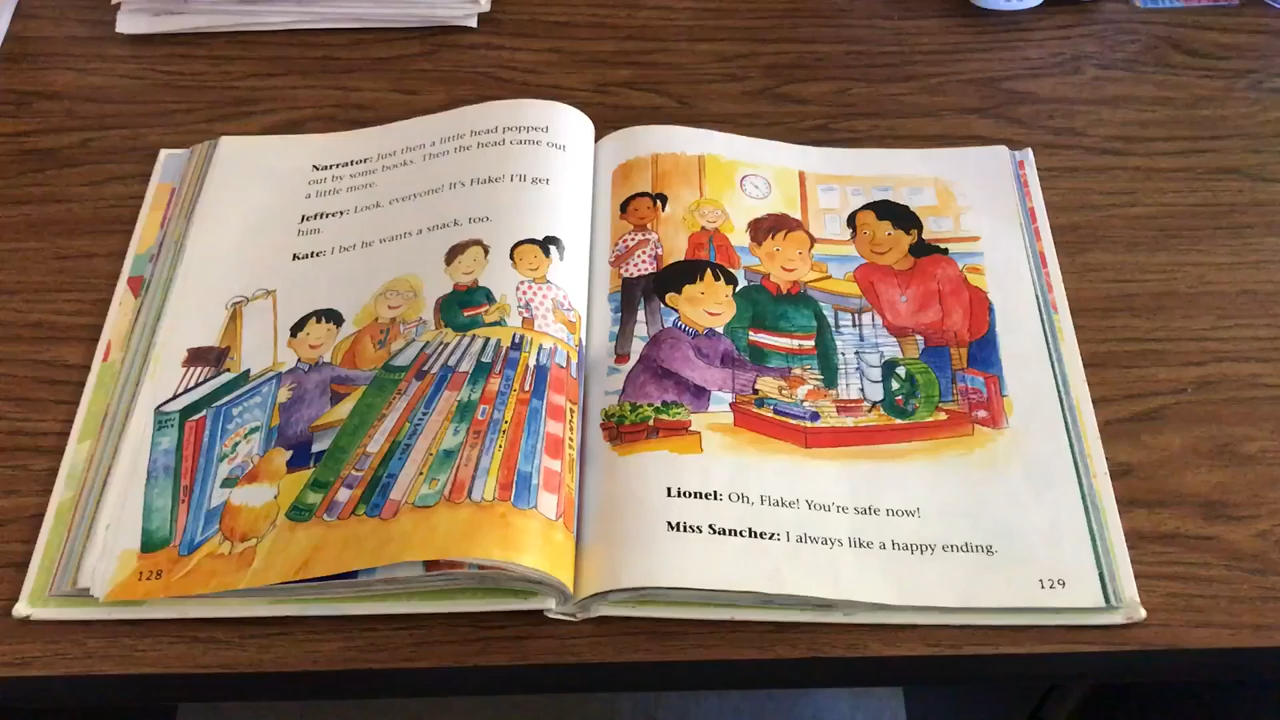 Narrator: Just then a little head popped
out by some books. Then the head came out
a little more.
Jeffrey: Look, everyone! It's Flake! I'll get
him.
Kate: I bet he wants a snack, too.
128
Lionel: Oh, Flake! You're safe now!
Miss Sanchez: I always like a happy ending.
129